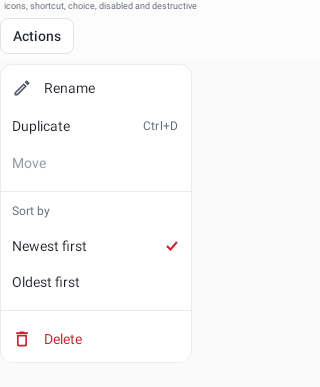 icons, shortcut, choice, disabled and destructive
Actions
Rename
Duplicate Ctrl+D
Move
Sort by
Newest first
Oldest first
Delete